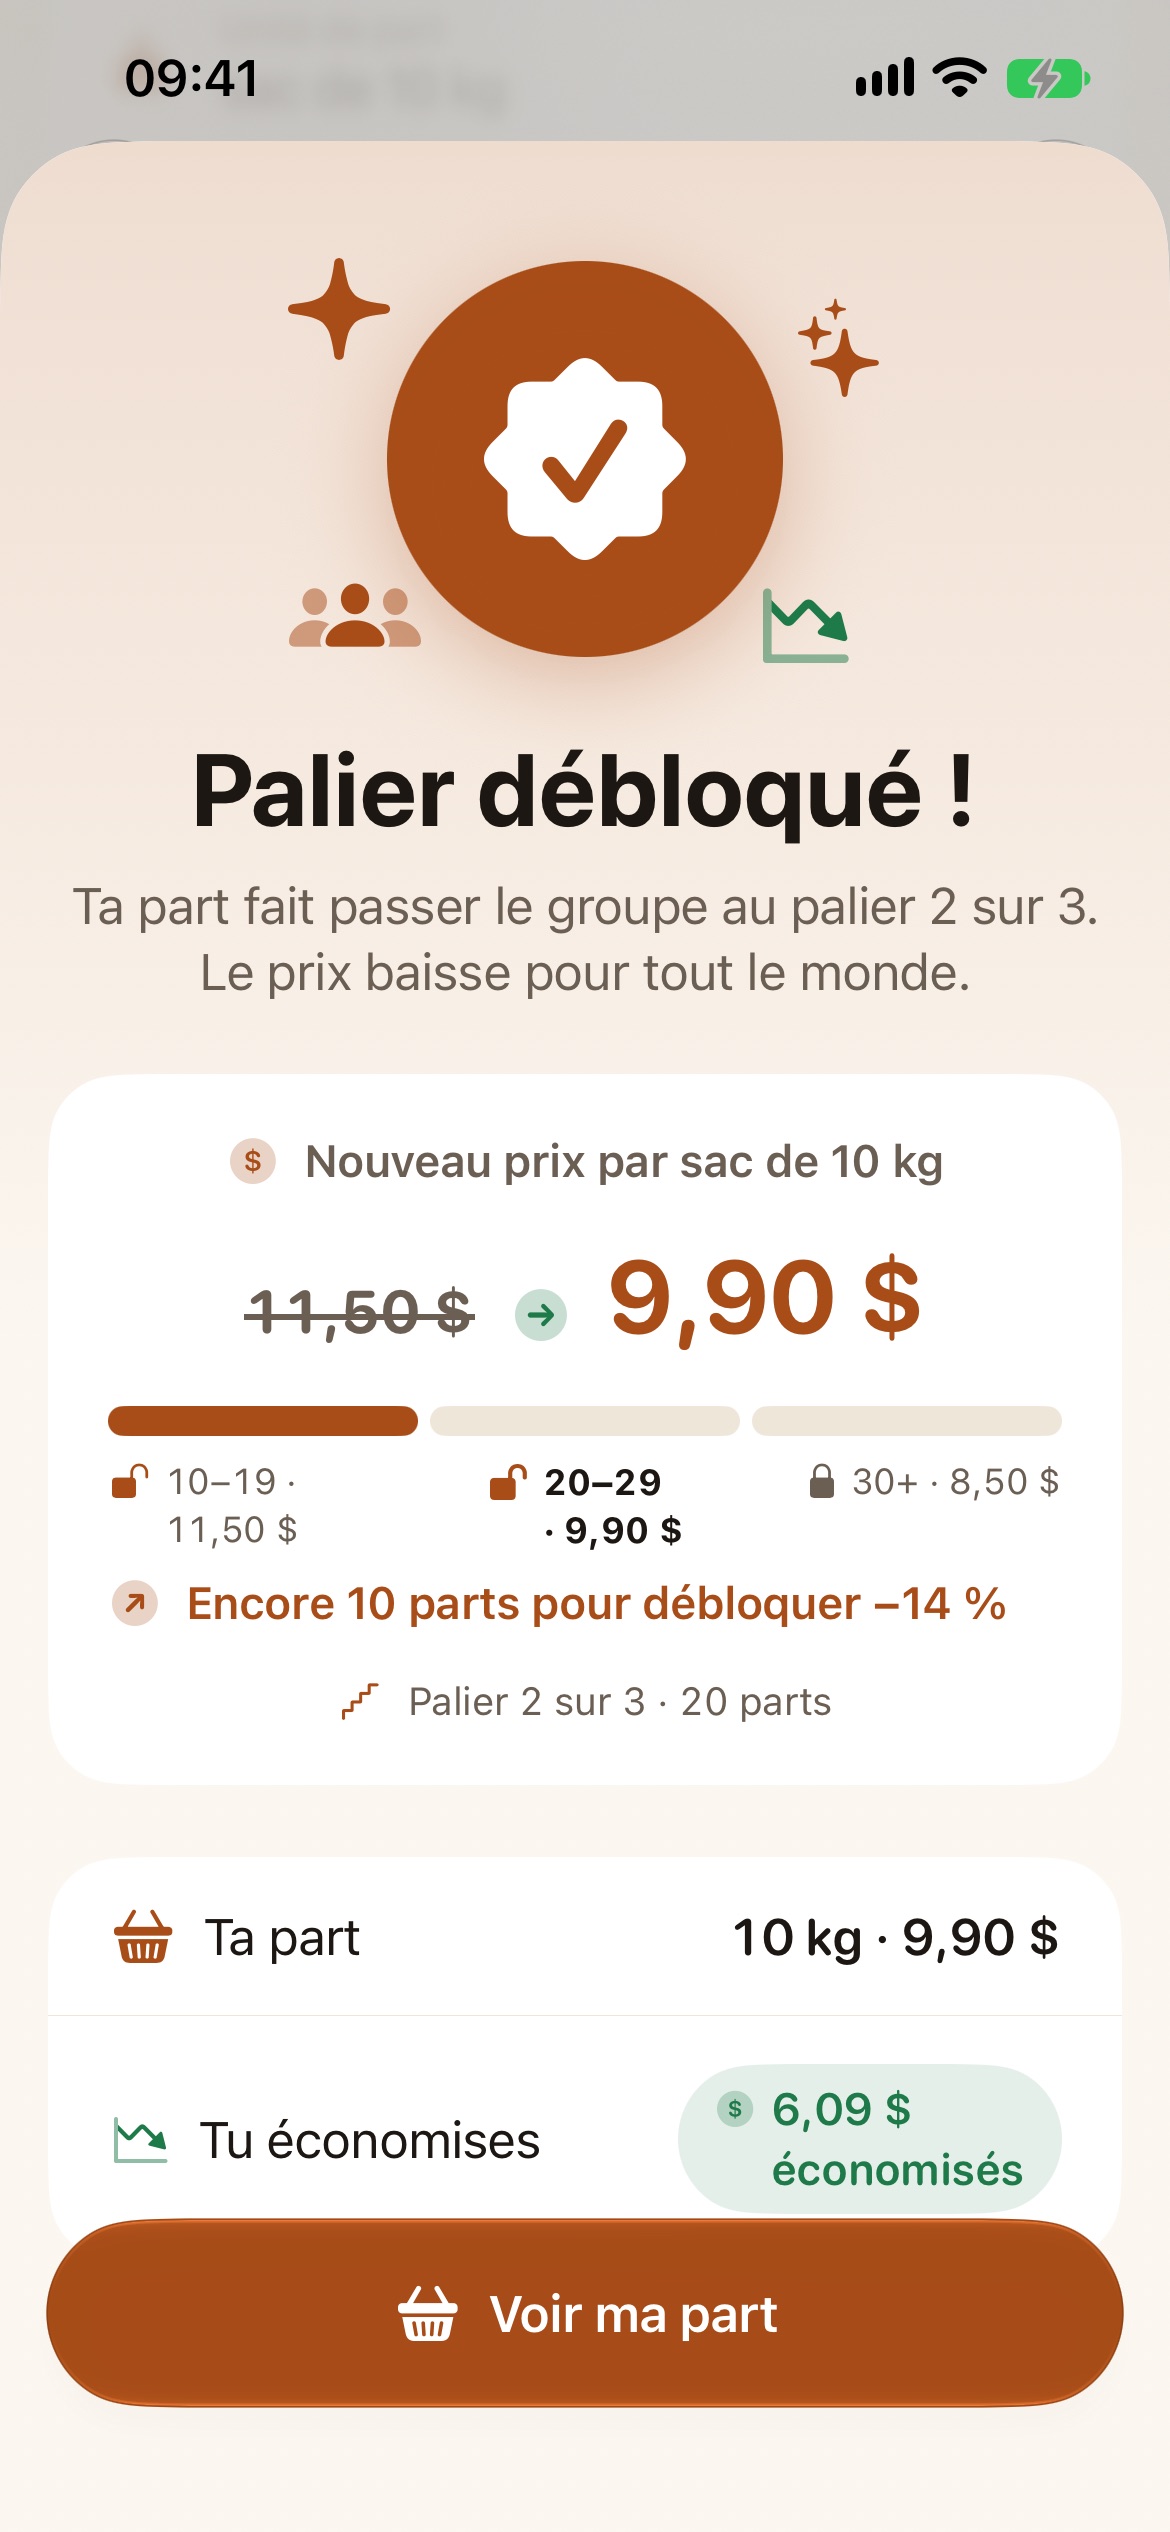 09:41
Palier débloqué !
Ta part fait passer le groupe au palier 2 sur 3.
Le prix baisse pour tout le monde.
$ Nouveau prix par sac de 10 kg
11,50 $ 9,90 $
10–19 ·
11,50 $
20–29
· 9,90 $
30+ · 8,50 $
Encore 10 parts pour débloquer –14 %
Palier 2 sur 3 · 20 parts
Ta part
10 kg · 9,90 $
Tu économises
$ 6,09 $
économisés
Voir ma part